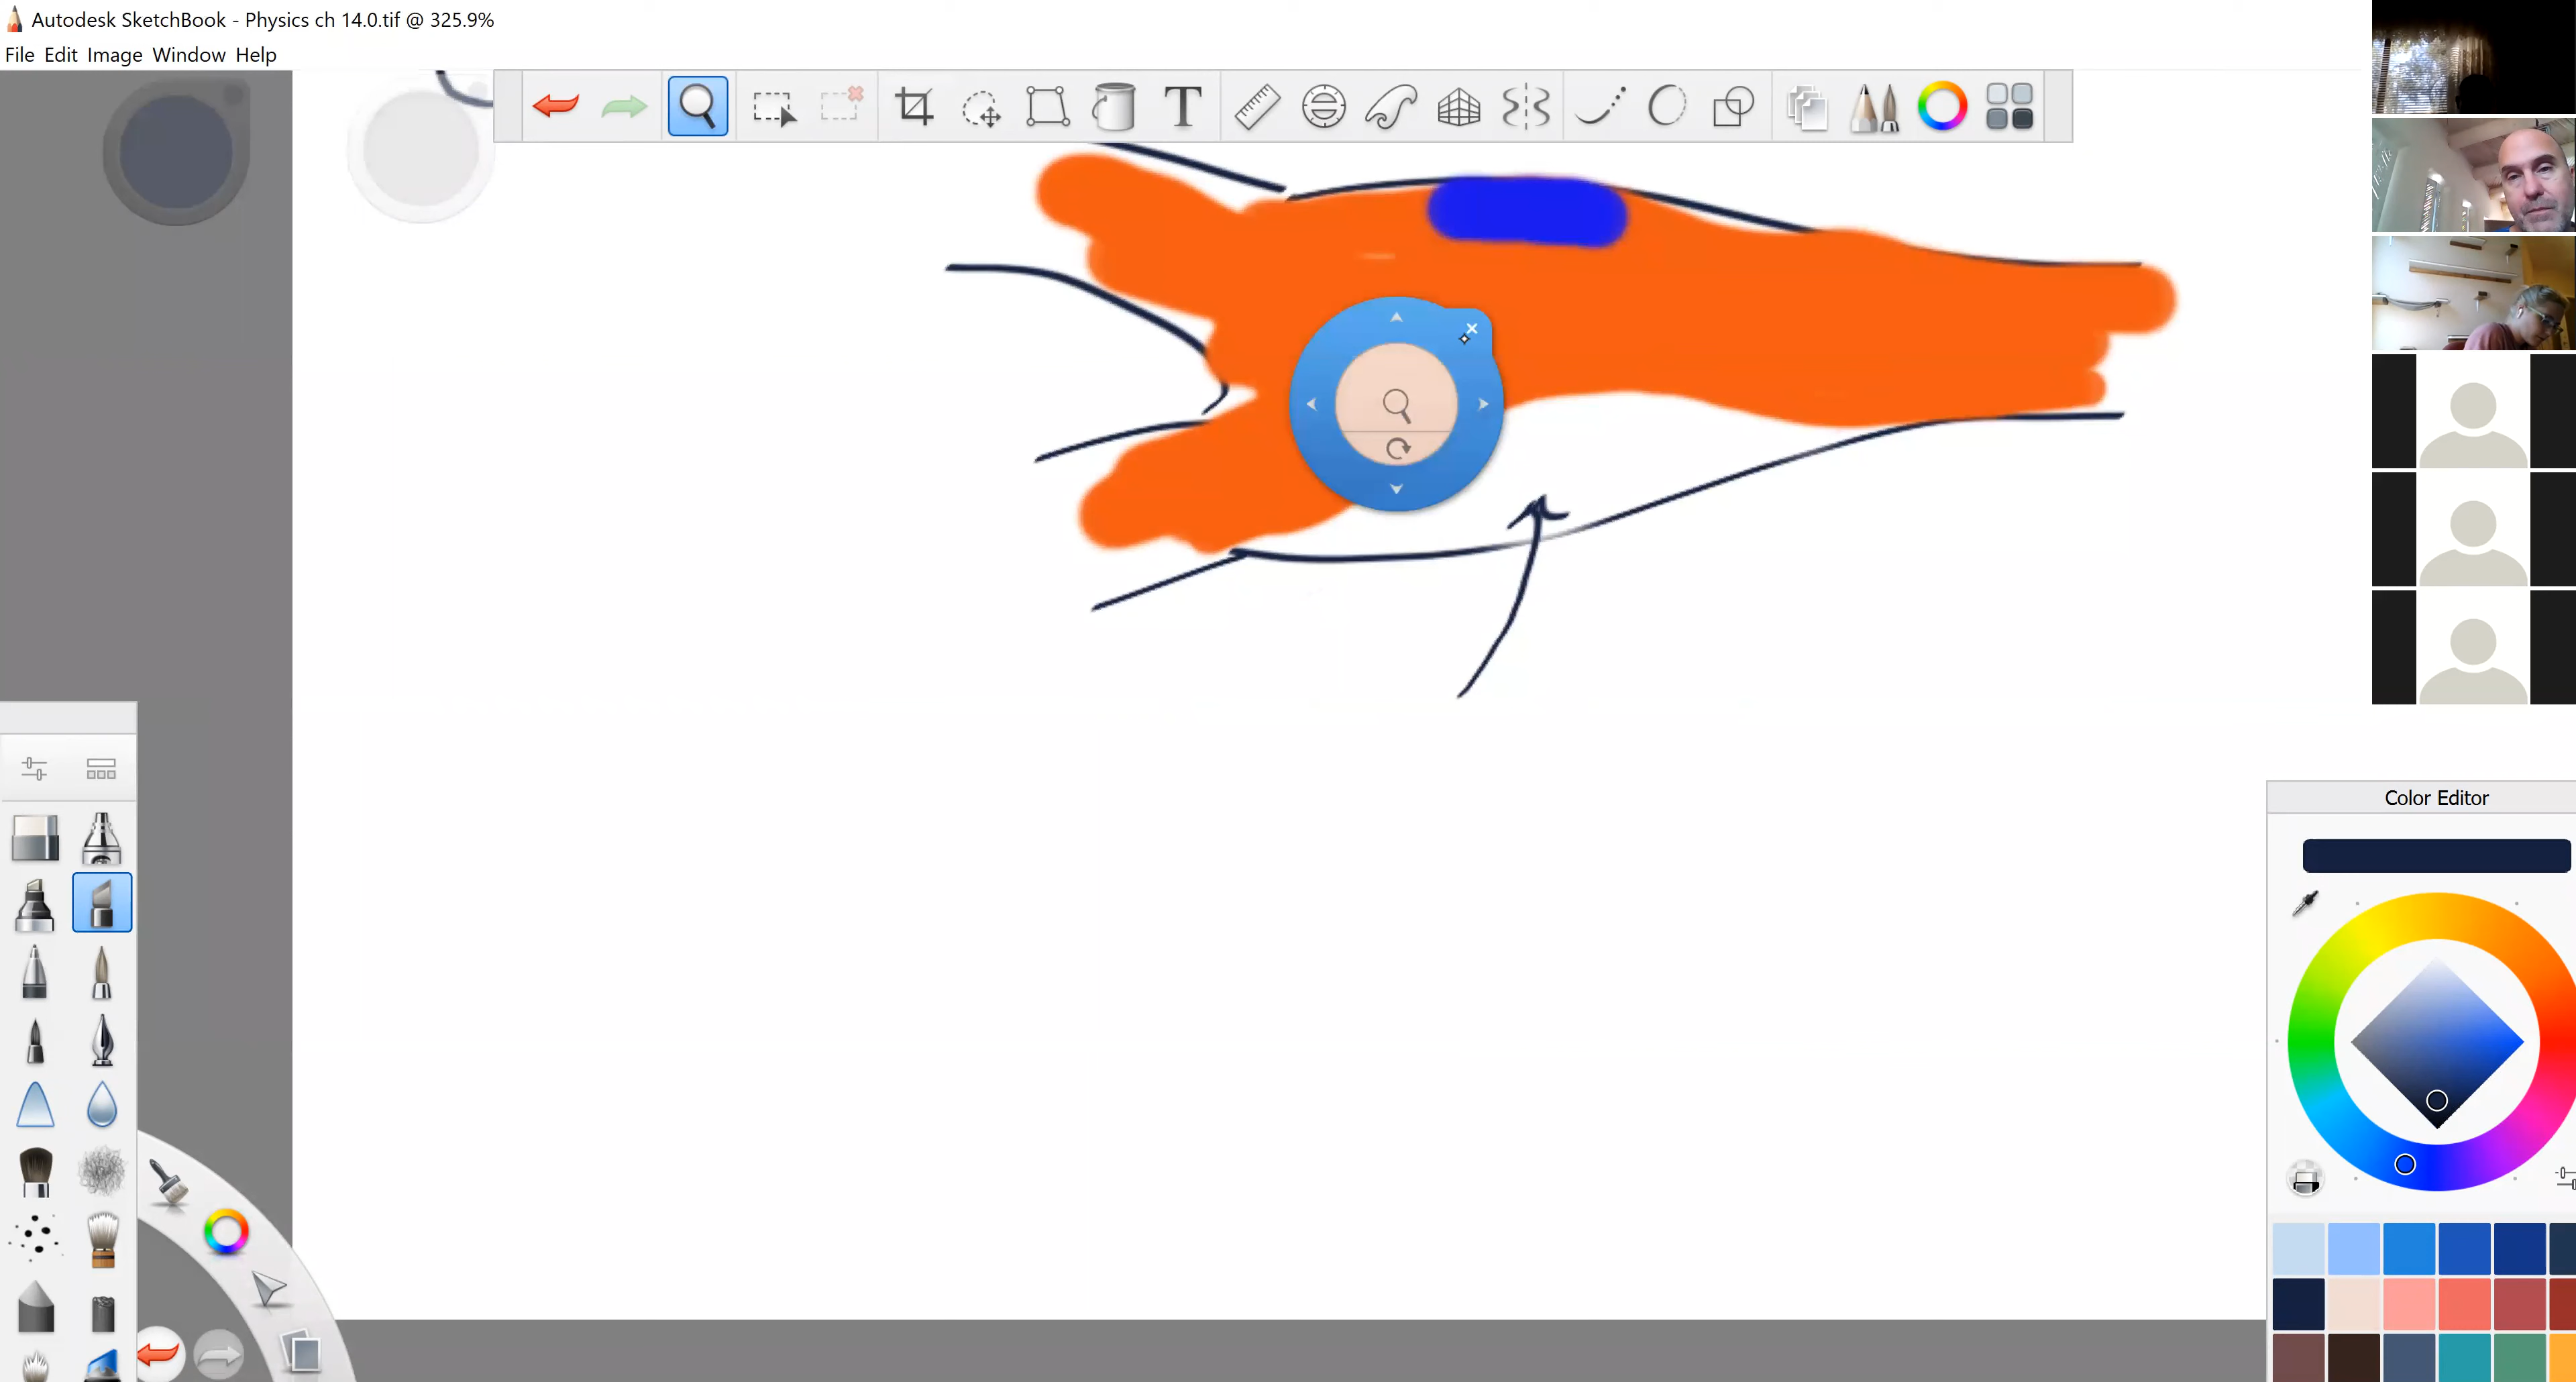 Autodesk SketchBook - Physics ch 14.0.tif @ 325.9%
File Edit Image Window Help
T
Color Editor